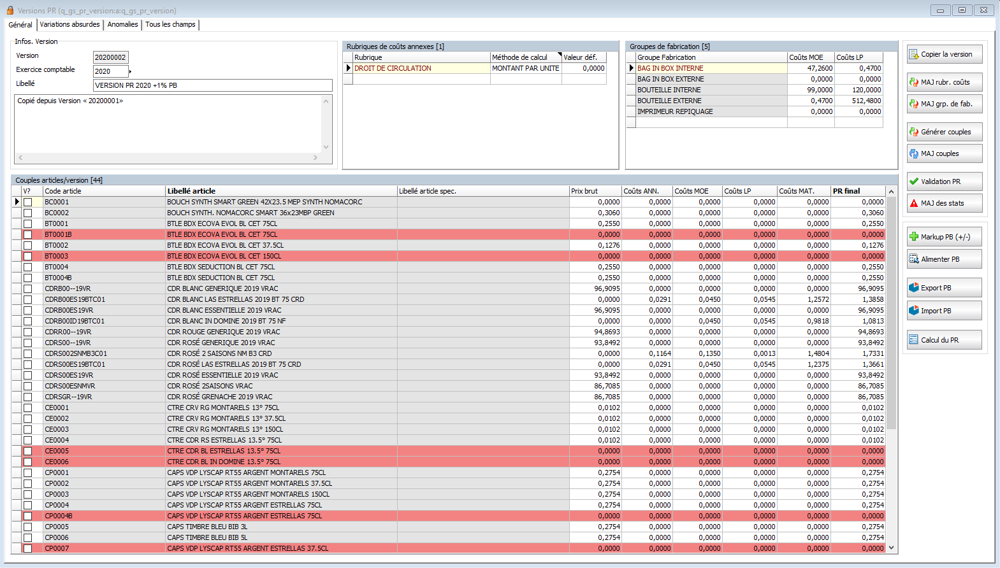 Versions PR (q_gs_pr_version:a:q_gs_pr_version)
Général Variations absurdes Anomalies Tous les champs
Infos. Version
Version 20200002
Exercice comptable 2020
Libellé VERSION PR 2020 +1% PB
Copié depuis Version « 20200001»
Rubriques de coûts annexes [1]
Rubrique Méthode de calcul Valeur déf.
DROIT DE CIRCULATION MONTANT PAR UNITE 0,0000
Groupes de fabrication [5]
Groupe Fabrication Coûts MOE Coûts LP
BAG IN BOX INTERNE 47,2600 0,4700
BAG IN BOX EXTERNE 0,0000 0,0000
BOUTEILLE INTERNE 99,0000 120,0000
BOUTEILLE EXTERNE 0,4700 512,4800
IMPRIMEUR REPIQUAGE 0,0000 0,0000
Copier la version
MAJ rubr. coûts
MAJ grp. de fab.
Générer couples
MAJ couples
Validation PR
MAJ des stats
Markup PB (+/-)
Alimenter PB
Export PB
Import PB
Calcul du PR
Couples articles/version [44]
V? Code article Libellé article Libellé article spec. Prix brut Coûts ANN. Coûts MOE Coûts LP Coûts MAT. PR final
BC0001 BOUCH SYNTH SMART GREEN 42X23.5 MEP SYNTH NOMACORC 0,0000 0,0000 0,0000 0,0000 0,0000 0,0000
BC0002 BOUCH SYNTH. NOMACORC SMART 36x23MBP GREEN 0,3060 0,0000 0,0000 0,0000 0,0000 0,3060
BT0001 BTLE BDX ECOVA EVOL BL CET 75CL 0,2550 0,0000 0,0000 0,0000 0,0000 0,2550
BT0001B BTLE BDX ECOVA EVOL BL CET 75CL 0,0000 0,0000 0,0000 0,0000 0,0000 0,0000
BT0002 BTLE BDX ECOVA EVOL BL CET 37.5CL 0,1276 0,0000 0,0000 0,0000 0,0000 0,1276
BT0003 BTLE BDX ECOVA EVOL BL CET 150CL 0,0000 0,0000 0,0000 0,0000 0,0000 0,0000
BT0004 BTLE BDX SEDUCTION BL CET 75CL 0,2550 0,0000 0,0000 0,0000 0,0000 0,2550
BT0004B BTLE BDX SEDUCTION BL CET 75CL 0,2550 0,0000 0,0000 0,0000 0,0000 0,2550
CDRB00--19VR CDR BLANC GENERIQUE 2019 VRAC 96,9095 0,0000 0,0000 0,0000 0,0000 96,9095
CDRB00ES19BTC01 CDR BLANC LAS ESTRELLAS 2019 BT 75 CRD 0,0000 0,0291 0,0450 0,0545 1,2572 1,3858
CDRB00ES19VR CDR BLANC ESSENTIELLE 2019 VRAC 96,9095 0,0000 0,0000 0,0000 0,0000 96,9095
CDRB00ID19BTC01 CDR BLANC IN DOMINE 2019 BT 75 NF 0,0000 0,0000 0,0450 0,0545 0,9818 1,0813
CDRR00--19VR CDR ROUGE GENERIQUE 2019 VRAC 94,8693 0,0000 0,0000 0,0000 0,0000 94,8693
CDRS00--19VR CDR ROSÉ GENERIQUE 2019 VRAC 93,8492 0,0000 0,0000 0,0000 0,0000 93,8492
CDRS002SNMB3C01 CDR ROSÉ 2 SAISONS NM B3 CRD 0,0000 0,1164 0,1350 0,0013 1,4804 1,7331
CDRS00ES19BTC01 CDR ROSÉ LAS ESTRELLAS 2019 BT 75 CRD 0,0000 0,0291 0,0450 0,0545 1,2375 1,3661
CDRS00ES19VR CDR ROSÉ ESSENTIELLE 2019 VRAC 93,8492 0,0000 0,0000 0,0000 0,0000 93,8492
CDRS00ESNMVR CDR ROSÉ 2SAISONS VRAC 86,7085 0,0000 0,0000 0,0000 0,0000 86,7085
CDRSGR--19VR CDR ROSÉ GRENACHE 2019 VRAC 86,7085 0,0000 0,0000 0,0000 0,0000 86,7085
CE0001 CTRE CRV RG MONTARELS 13° 75CL 0,0102 0,0000 0,0000 0,0000 0,0000 0,0102
CE0002 CTRE CRV RG MONTARELS 13° 37.5CL 0,0102 0,0000 0,0000 0,0000 0,0000 0,0102
CE0003 CTRE CRV RG MONTARELS 13° 150CL 0,0102 0,0000 0,0000 0,0000 0,0000 0,0102
CE0004 CTRE CDR RS ESTRELLAS 13.5° 75CL 0,0102 0,0000 0,0000 0,0000 0,0000 0,0102
CE0005 CTRE CDR BL ESTRELLAS 13.5° 75CL 0,0000 0,0000 0,0000 0,0000 0,0000 0,0000
CE0006 CTRE CDR BL IN DOMINE 13.5° 75CL 0,0000 0,0000 0,0000 0,0000 0,0000 0,0000
CP0001 CAPS VDP LYSCAP RT55 ARGENT MONTARELS 75CL 0,2754 0,0000 0,0000 0,0000 0,0000 0,2754
CP0002 CAPS VDP LYSCAP RT55 ARGENT MONTARELS 37.5CL 0,2754 0,0000 0,0000 0,0000 0,0000 0,2754
CP0003 CAPS VDP LYSCAP RT55 ARGENT MONTARELS 150CL 0,2754 0,0000 0,0000 0,0000 0,0000 0,2754
CP0004 CAPS VDP LYSCAP RT55 ARGENT ESTRELLAS 75CL 0,2754 0,0000 0,0000 0,0000 0,0000 0,2754
CP0004B CAPS VDP LYSCAP RT55 ARGENT ESTRELLAS 75CL 0,0000 0,0000 0,0000 0,0000 0,0000 0,0000
CP0005 CAPS TIMBRE BLEU BIB 3L 0,2754 0,0000 0,0000 0,0000 0,0000 0,2754
CP0006 CAPS TIMBRE BLEU BIB 5L 0,2754 0,0000 0,0000 0,0000 0,0000 0,2754
CP0007 CAPS VDP LYSCAP RT55 ARGENT ESTRELLAS 37.5CL 0,0000 0,0000 0,0000 0,0000 0,0000 0,0000